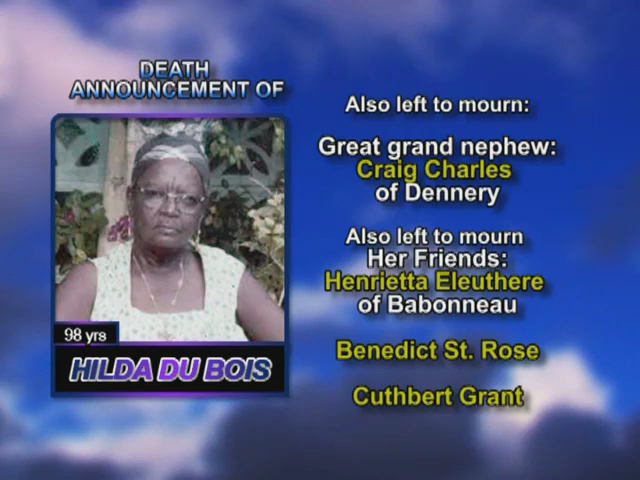 DEATH
ANNOUNCEMENT OF
98 yrs
HILDA DU BOIS
Also left to mourn:
Great grand nephew:
Craig Charles
of Dennery
Also left to mourn
Her Friends:
Henrietta Eleuthere
of Babonneau
Benedict St. Rose
Cuthbert Grant